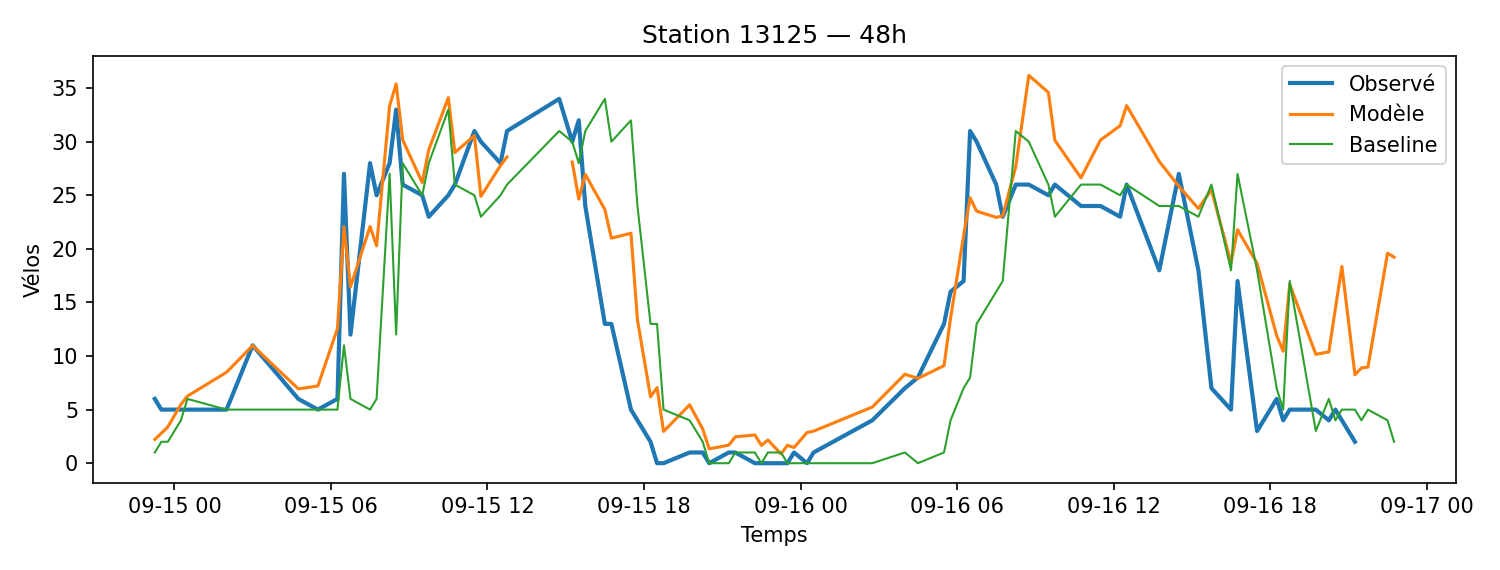 Station 13125 — 48h
Vélos
35
30
25
20
15
10
5
0
Observé
Modèle
Baseline
09-15 00
09-15 06
09-15 12
09-15 18
09-16 00
09-16 06
09-16 12
09-16 18
09-17 00
Temps